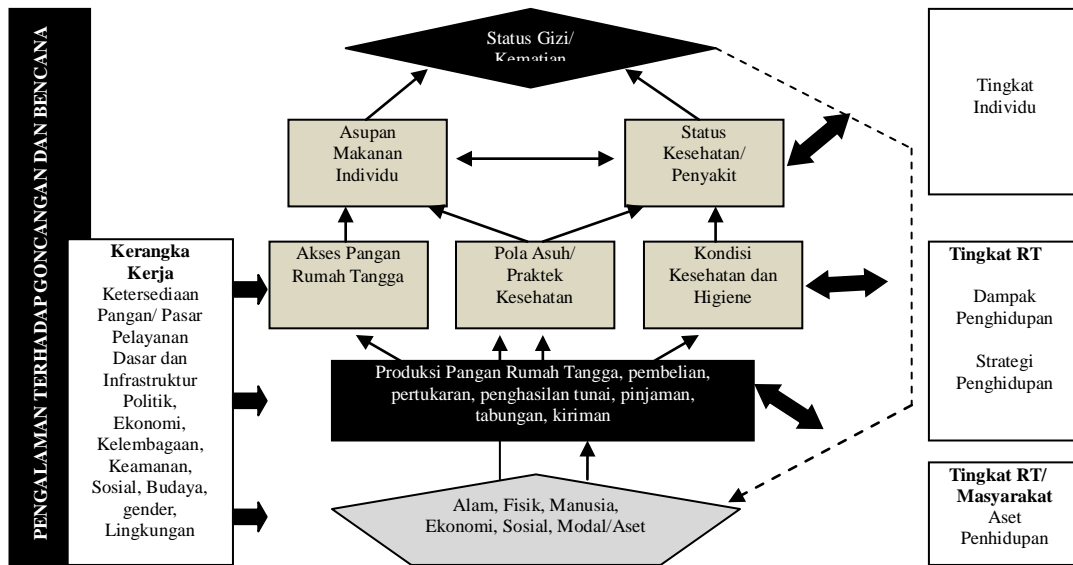 PENGALAMAN TERHADAP GONCANGAN DAN BENCANA
Status Gizi/
Kematian
Tingkat
Individu
Asupan
Makanan
Individu
Status
Kesehatan/
Penyakit
Kerangka
Kerja
Ketersediaan
Pangan/ Pasar
Pelayanan
Dasar dan
Infrastruktur
Politik,
Ekonomi,
Kelembagaan,
Keamanan,
Sosial, Budaya,
gender,
Lingkungan
Akses Pangan
Rumah Tangga
Pola Asuh/
Praktek
Kesehatan
Kondisi
Kesehatan dan
Higiene
Tingkat RT
Dampak
Penghidupan
Strategi
Penghidupan
Produksi Pangan Rumah Tangga, pembelian,
pertukaran, penghasilan tunai, pinjaman,
tabungan, kiriman
Alam, Fisik, Manusia,
Ekonomi, Sosial, Modal/Aset
Tingkat RT/
Masyarakat
Aset
Penhidupan